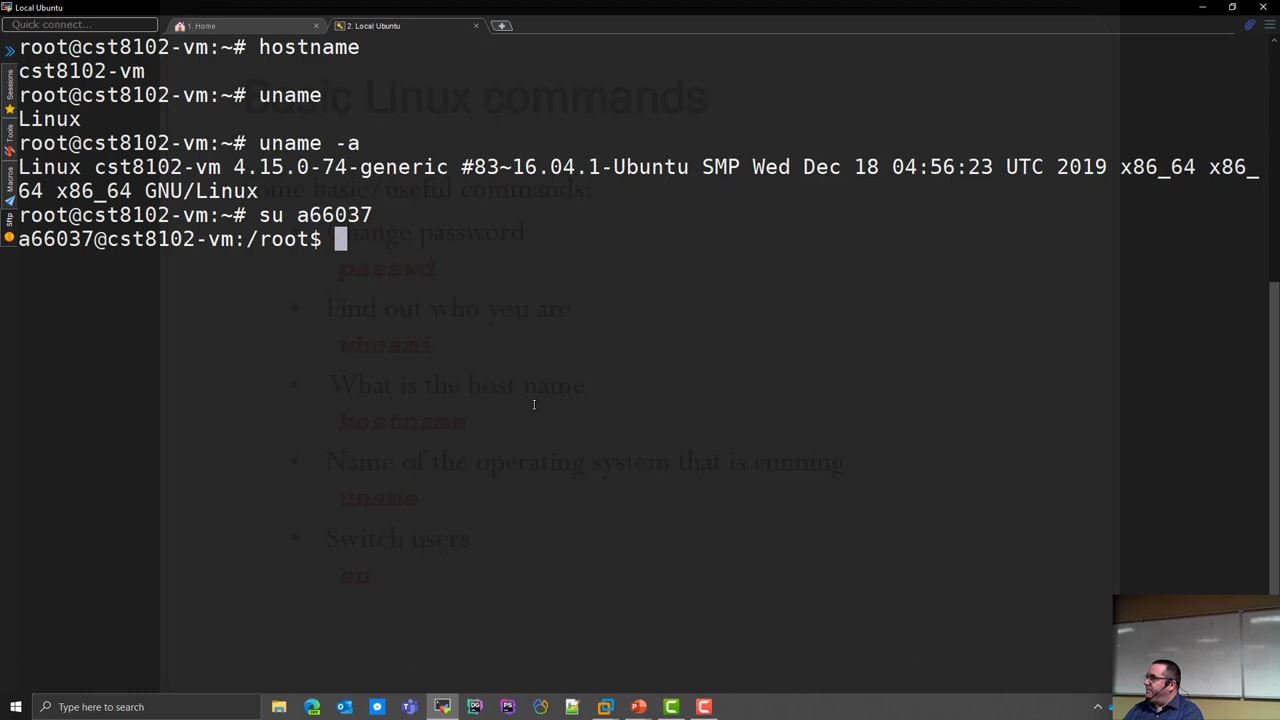 Local Ubuntu
Quick connect...
1. Home
2. Local Ubuntu
root@cst8102-vm:~# hostname
cst8102-vm
root@cst8102-vm:~# uname
Linux
root@cst8102-vm:~# uname -a
Linux cst8102-vm 4.15.0-74-generic #83~16.04.1-Ubuntu SMP Wed Dec 18 04:56:23 UTC 2019 x86_64 x86_
64 x86_64 GNU/Linux
root@cst8102-vm:~# su a66037
a66037@cst8102-vm:/root$
Sessions
Tools
Macros
Sftp
Basic Linux commands
some basic/useful commands:
Change password
passwd
• Find out who you are
whoami
• What is the host name
hostname
• Name of the operating system that is running
uname
• Switch users
su
Type here to search
DG
PS